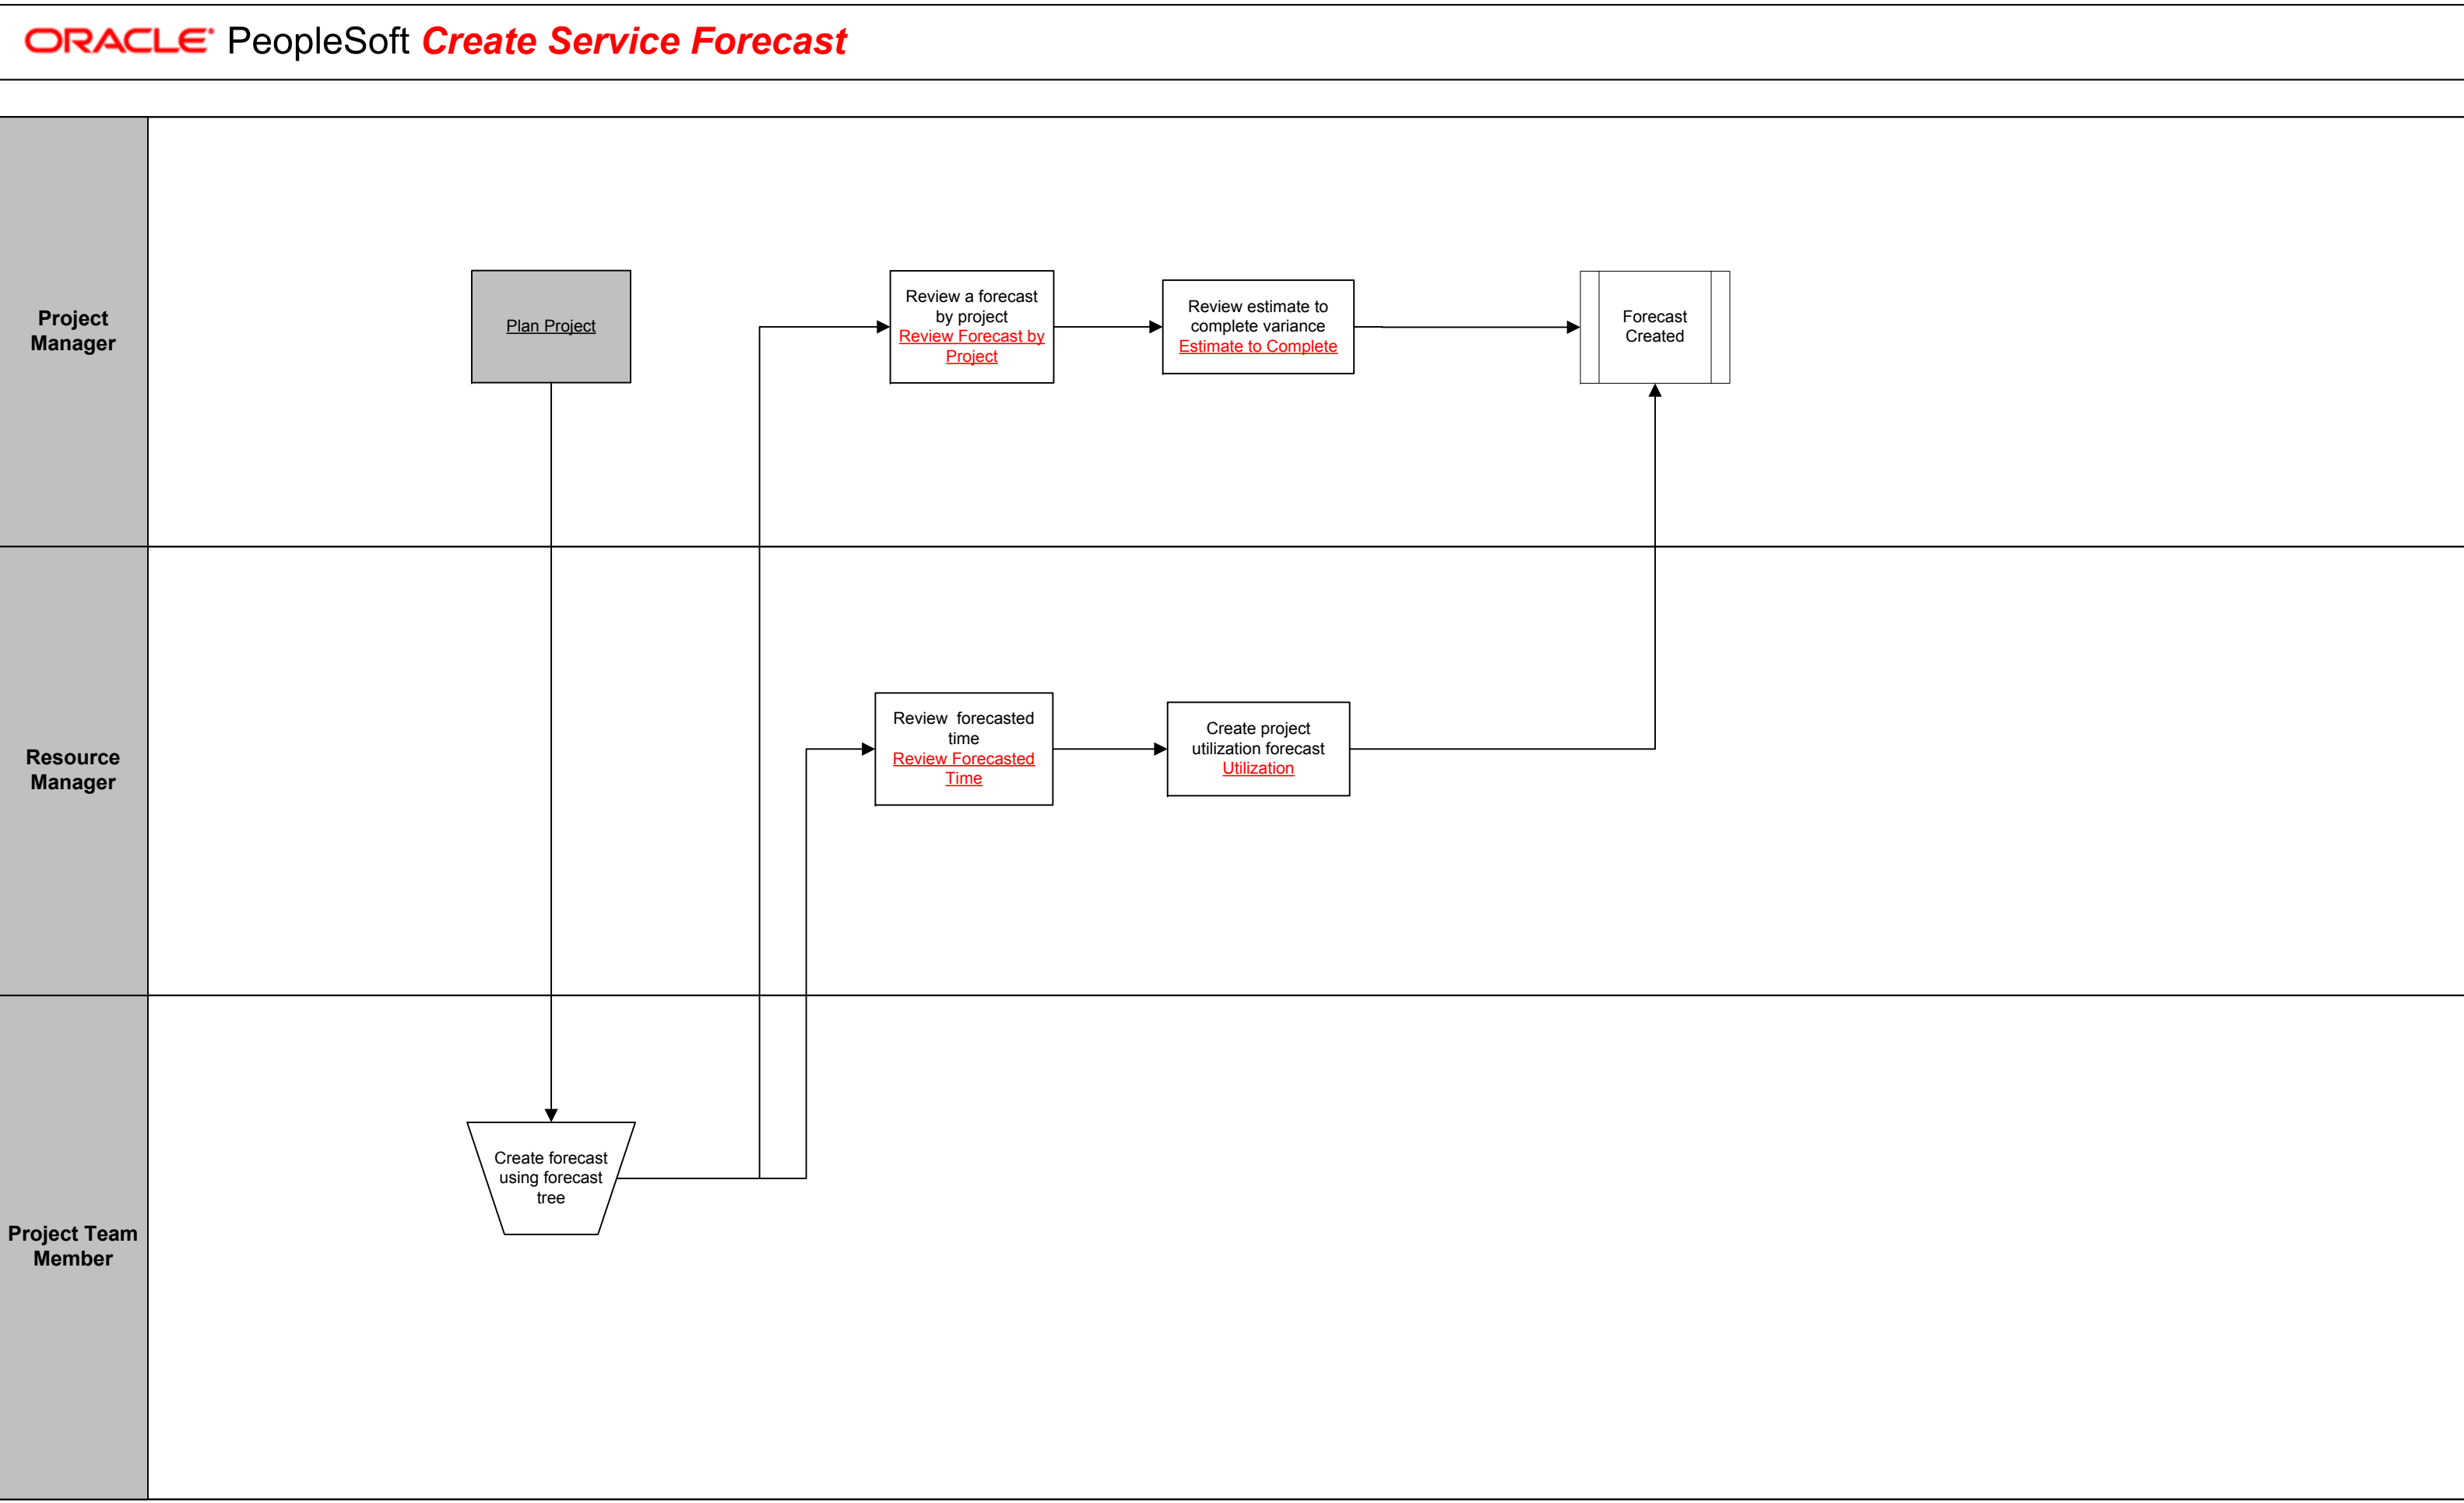 ORACLE® PeopleSoft Create Service Forecast
Project
Manager
Plan Project
Review a forecast
by project
Review Forecast by
Project
Review estimate to
complete variance
Estimate to Complete
Forecast
Created
Resource
Manager
Review  forecasted
time
Review Forecasted
Time
Create project
utilization forecast
Utilization
Project Team
Member
Create forecast
using forecast
tree